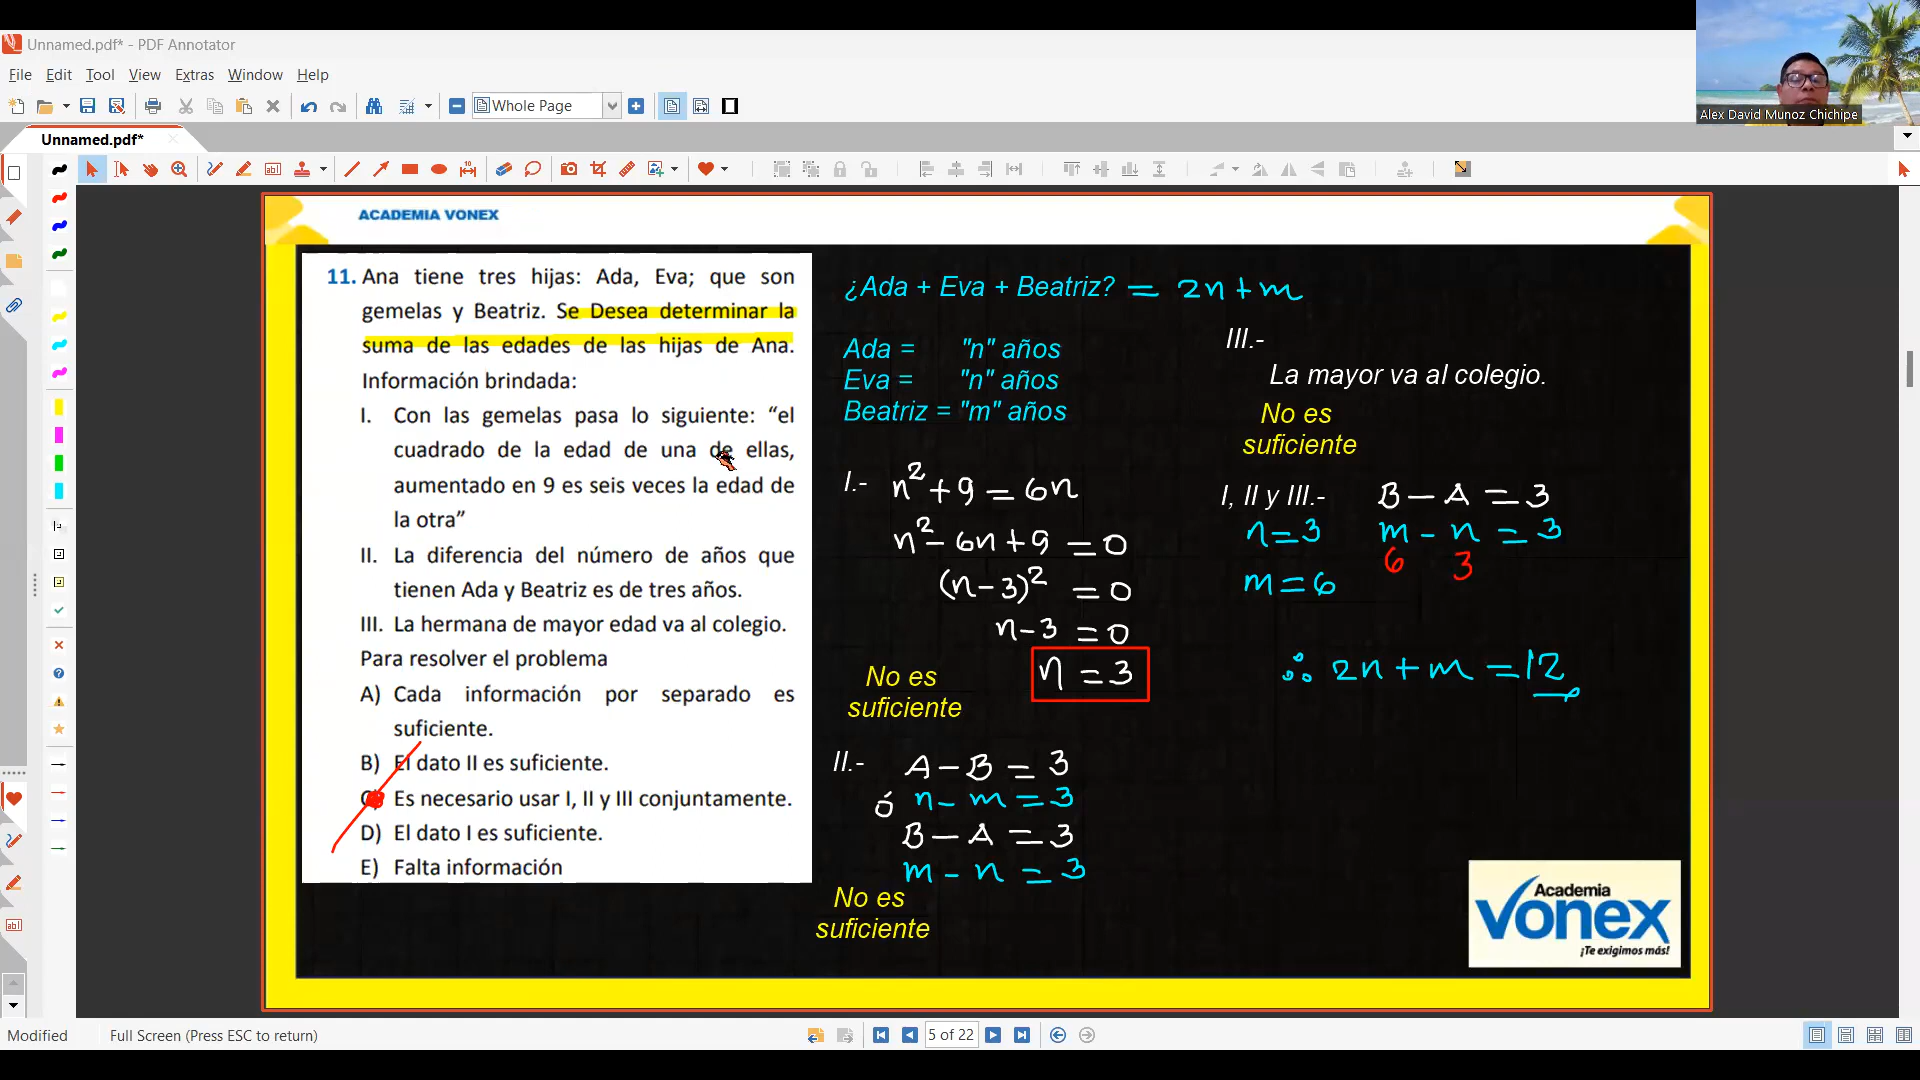 Unnamed.pdf* - PDF Annotator
File Edit Tool View Extras Window Help
Whole Page
Alex David Munoz Chichipe
Unnamed.pdf*
ACADEMIA VONEX
11. Ana tiene tres hijas: Ada, Eva; que son
gemelas y Beatriz. Se Desea determinar la
suma de las edades de las hijas de Ana.
Información brindada:
I. Con las gemelas pasa lo siguiente: “el
cuadrado de la edad de una de ellas,
aumentado en 9 es seis veces la edad de
la otra”
II. La diferencia del número de años que
tienen Ada y Beatriz es de tres años.
III. La hermana de mayor edad va al colegio.
Para resolver el problema
A) Cada información por separado es
suficiente.
B) El dato II es suficiente.
C) Es necesario usar I, II y III conjuntamente.
D) El dato I es suficiente.
E) Falta información
¿Ada + Eva + Beatriz? = 2n+m
Ada = "n" años
Eva = "n" años
Beatriz = "m" años
I.- n²+9 = 6n
n²-6n+9 = 0
(n-3)² = 0
n-3 = 0
n = 3
No es
suficiente
II.- A-B = 3
ó n-m = 3
B-A = 3
m-n = 3
No es
suficiente
III.-
La mayor va al colegio.
No es
suficiente
I, II y III.- B-A = 3
n=3 m-n = 3
6 3
m=6
∴ 2n+m =12
Academia
vonex
¡Te exigimos más!
Modified Full Screen (Press ESC to return) 5 of 22